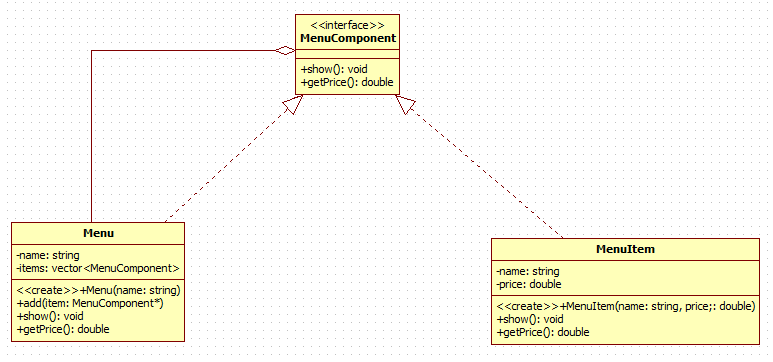 <<interface>>
MenuComponent
+show(): void
+getPrice(): double
Menu
-name: string
-items: vector<MenuComponent>
<<create>>+Menu(name: string)
+add(item: MenuComponent*)
+show(): void
+getPrice(): double
MenuItem
-name: string
-price: double
<<create>>+MenuItem(name: string, price;: double)
+show(): void
+getPrice(): double